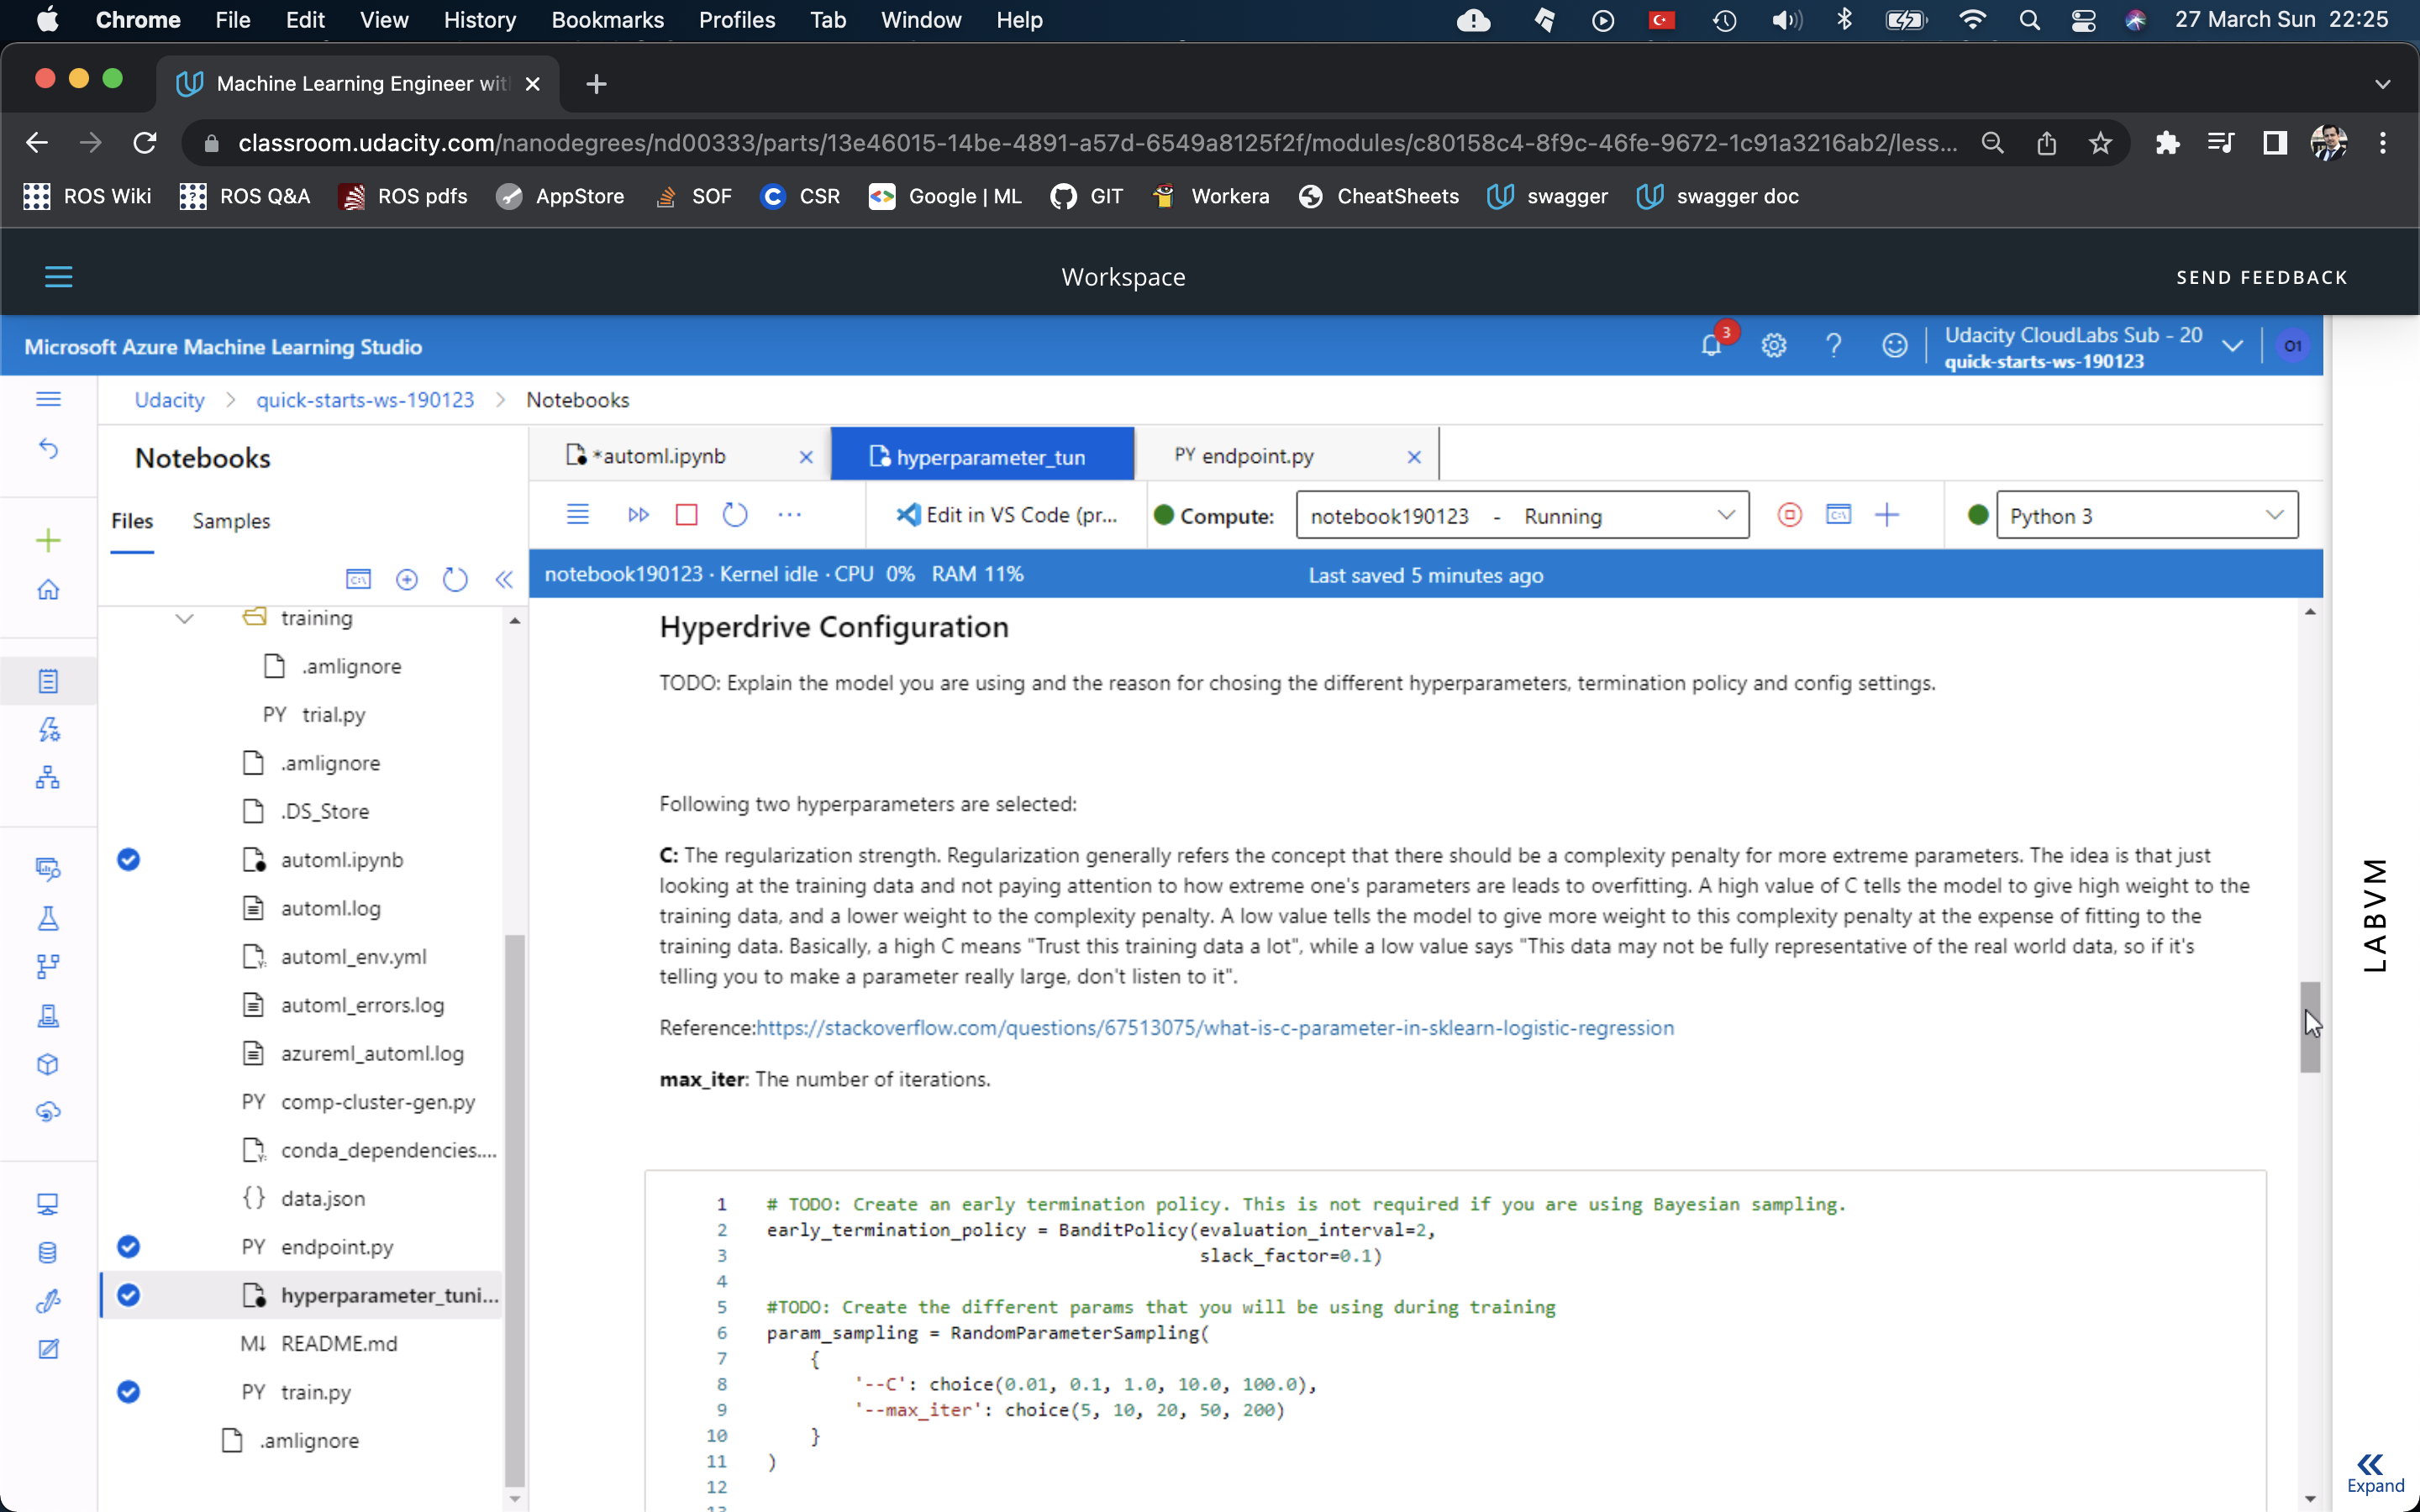 Chrome File Edit View History Bookmarks Profiles Tab Window Help 27 March Sun 22:25
Machine Learning Engineer wit
classroom.udacity.com/nanodegrees/nd00333/parts/13e46015-14be-4891-a57d-6549a8125f2f/modules/c80158c4-8f9c-46fe-9672-1c91a3216ab2/less...
ROS Wiki ROS Q&A ROS pdfs AppStore SOF CSR Google | ML GIT Workera CheatSheets swagger swagger doc
Workspace SEND FEEDBACK
Microsoft Azure Machine Learning Studio 3 Udacity CloudLabs Sub - 20
quick-starts-ws-190123 O1
Udacity > quick-starts-ws-190123 > Notebooks
Notebooks
Files Samples
training
.amlignore
PY trial.py
.amlignore
.DS_Store
automl.ipynb
automl.log
automl_env.yml
automl_errors.log
azureml_automl.log
PY comp-cluster-gen.py
conda_dependencies....
{} data.json
PY endpoint.py
hyperparameter_tuni...
M↓ README.md
PY train.py
.amlignore
*automl.ipynb hyperparameter_tun PY endpoint.py
Edit in VS Code (pr... Compute: notebook190123 - Running Python 3
notebook190123 · Kernel idle · CPU 0% RAM 11% Last saved 5 minutes ago
Hyperdrive Configuration
TODO: Explain the model you are using and the reason for chosing the different hyperparameters, termination policy and config settings.
Following two hyperparameters are selected:
C: The regularization strength. Regularization generally refers the concept that there should be a complexity penalty for more extreme parameters. The idea is that just
looking at the training data and not paying attention to how extreme one's parameters are leads to overfitting. A high value of C tells the model to give high weight to the
training data, and a lower weight to the complexity penalty. A low value tells the model to give more weight to this complexity penalty at the expense of fitting to the
training data. Basically, a high C means "Trust this training data a lot", while a low value says "This data may not be fully representative of the real world data, so if it's
telling you to make a parameter really large, don't listen to it".
Reference:https://stackoverflow.com/questions/67513075/what-is-c-parameter-in-sklearn-logistic-regression
max_iter: The number of iterations.
1 # TODO: Create an early termination policy. This is not required if you are using Bayesian sampling.
2 early_termination_policy = BanditPolicy(evaluation_interval=2,
3 slack_factor=0.1)
4
5 #TODO: Create the different params that you will be using during training
6 param_sampling = RandomParameterSampling(
7 {
8 '--C': choice(0.01, 0.1, 1.0, 10.0, 100.0),
9 '--max_iter': choice(5, 10, 20, 50, 200)
10 }
11 )
12
LABVM
Expand